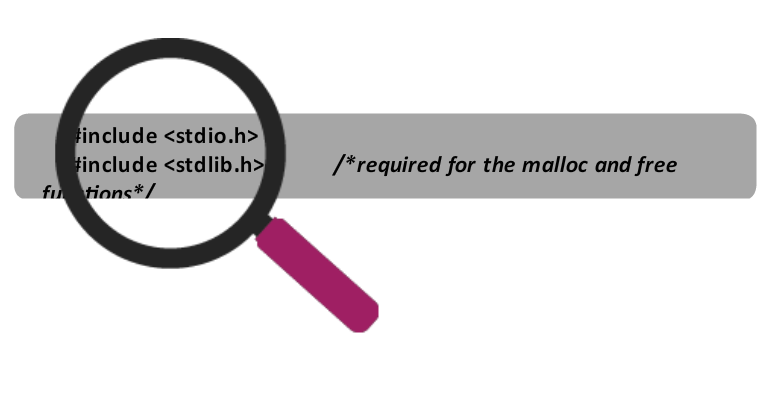 #include <stdio.h>
#include <stdlib.h> /*required for the malloc and free
functions*/